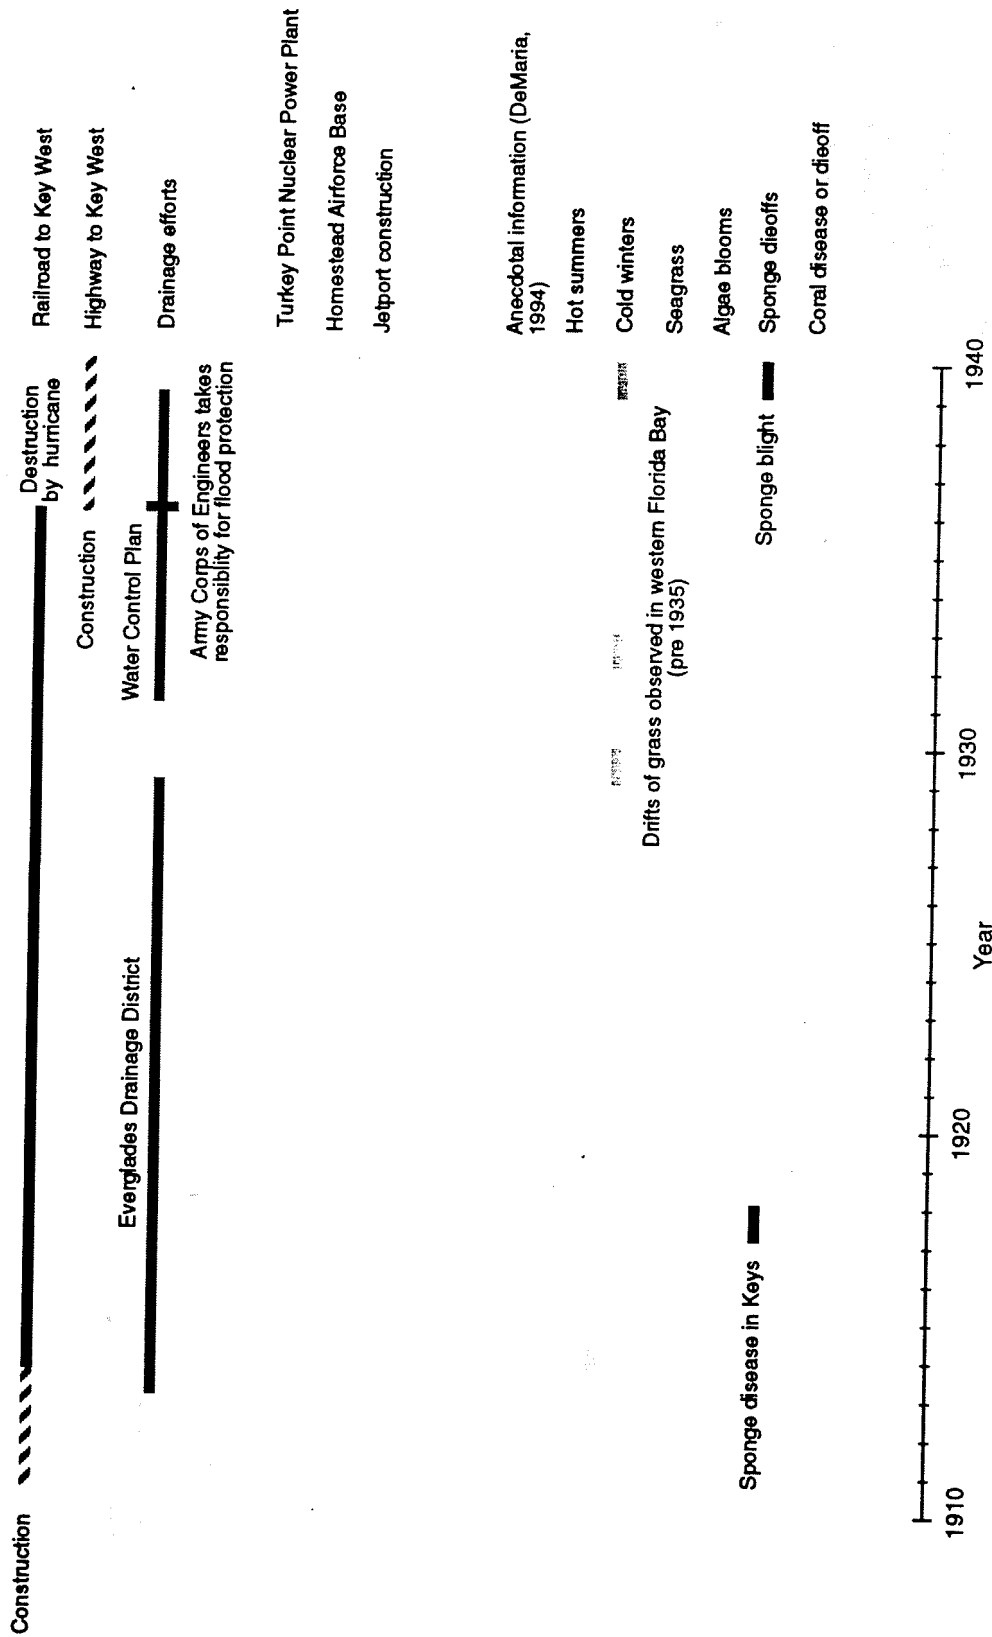 Construction
Destruction
by hurricane
Railroad to Key West
Construction
Highway to Key West
Everglades Drainage District
Water Control Plan
Drainage efforts
Army Corps of Engineers takes
responsiblity for flood protection
Turkey Point Nuclear Power Plant
Homestead Airforce Base
Jetport construction
Anecdotal information (DeMaria,
1994)
Hot summers
Cold winters
Drifts of grass observed in western Florida Bay
(pre 1935)
Seagrass
Algae blooms
Sponge disease in Keys
Sponge blight
Sponge dieoffs
Coral disease or dieoff
1910
1920
1930
1940
Year